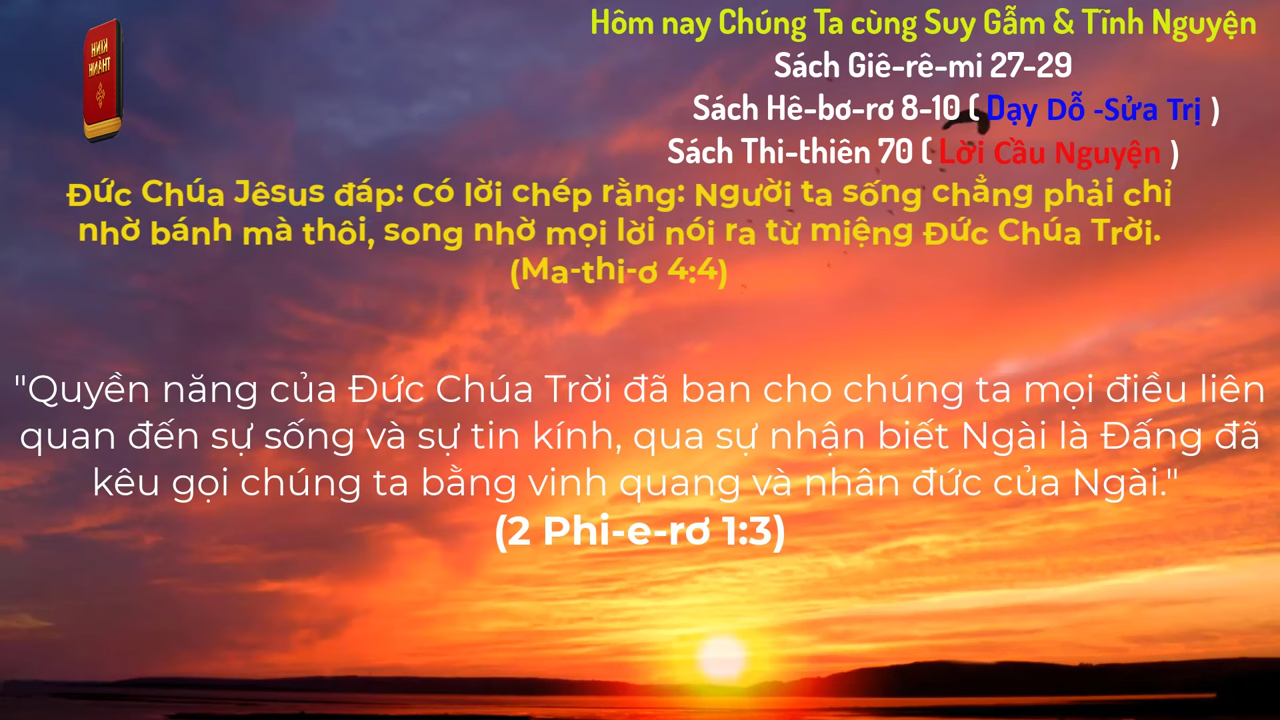 KINH
THÁNH
Hôm nay Chúng Ta cùng Suy Gẫm & Tĩnh Nguyện
Sách Giê-rê-mi 27-29
Sách Hê-bơ-rơ 8-10 ( Dạy Dỗ -Sửa Trị )
Sách Thi-thiên 70 ( Lời Cầu Nguyện )
Đức Chúa Jêsus đáp: Có lời chép rằng: Người ta sống chẳng phải chỉ
nhờ bánh mà thôi, song nhờ mọi lời nói ra từ miệng Đức Chúa Trời.
(Ma-thi-ơ 4:4)
"Quyền năng của Đức Chúa Trời đã ban cho chúng ta mọi điều liên
quan đến sự sống và sự tin kính, qua sự nhận biết Ngài là Đấng đã
kêu gọi chúng ta bằng vinh quang và nhân đức của Ngài."
(2 Phi-e-rơ 1:3)